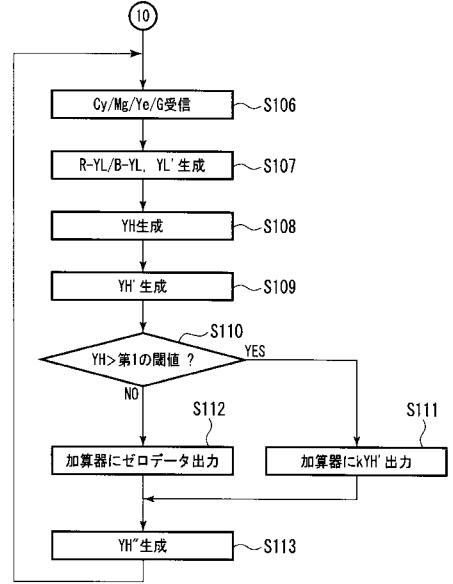 10
Cy/Mg/Ye/G受信
S106
R-YL/B-YL, YL'生成
S107
YH生成
S108
YH'生成
S109
S110
YH>第1の閾値 ?
YES
NO
S112
S111
加算器にゼロデータ出力
加算器にkYH'出力
YH"生成
S113